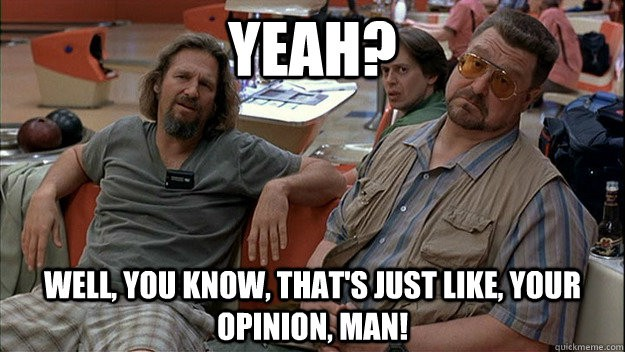 YEAH?
WELL, YOU KNOW, THAT'S JUST LIKE, YOUR
OPINION, MAN!
quickmeme.com